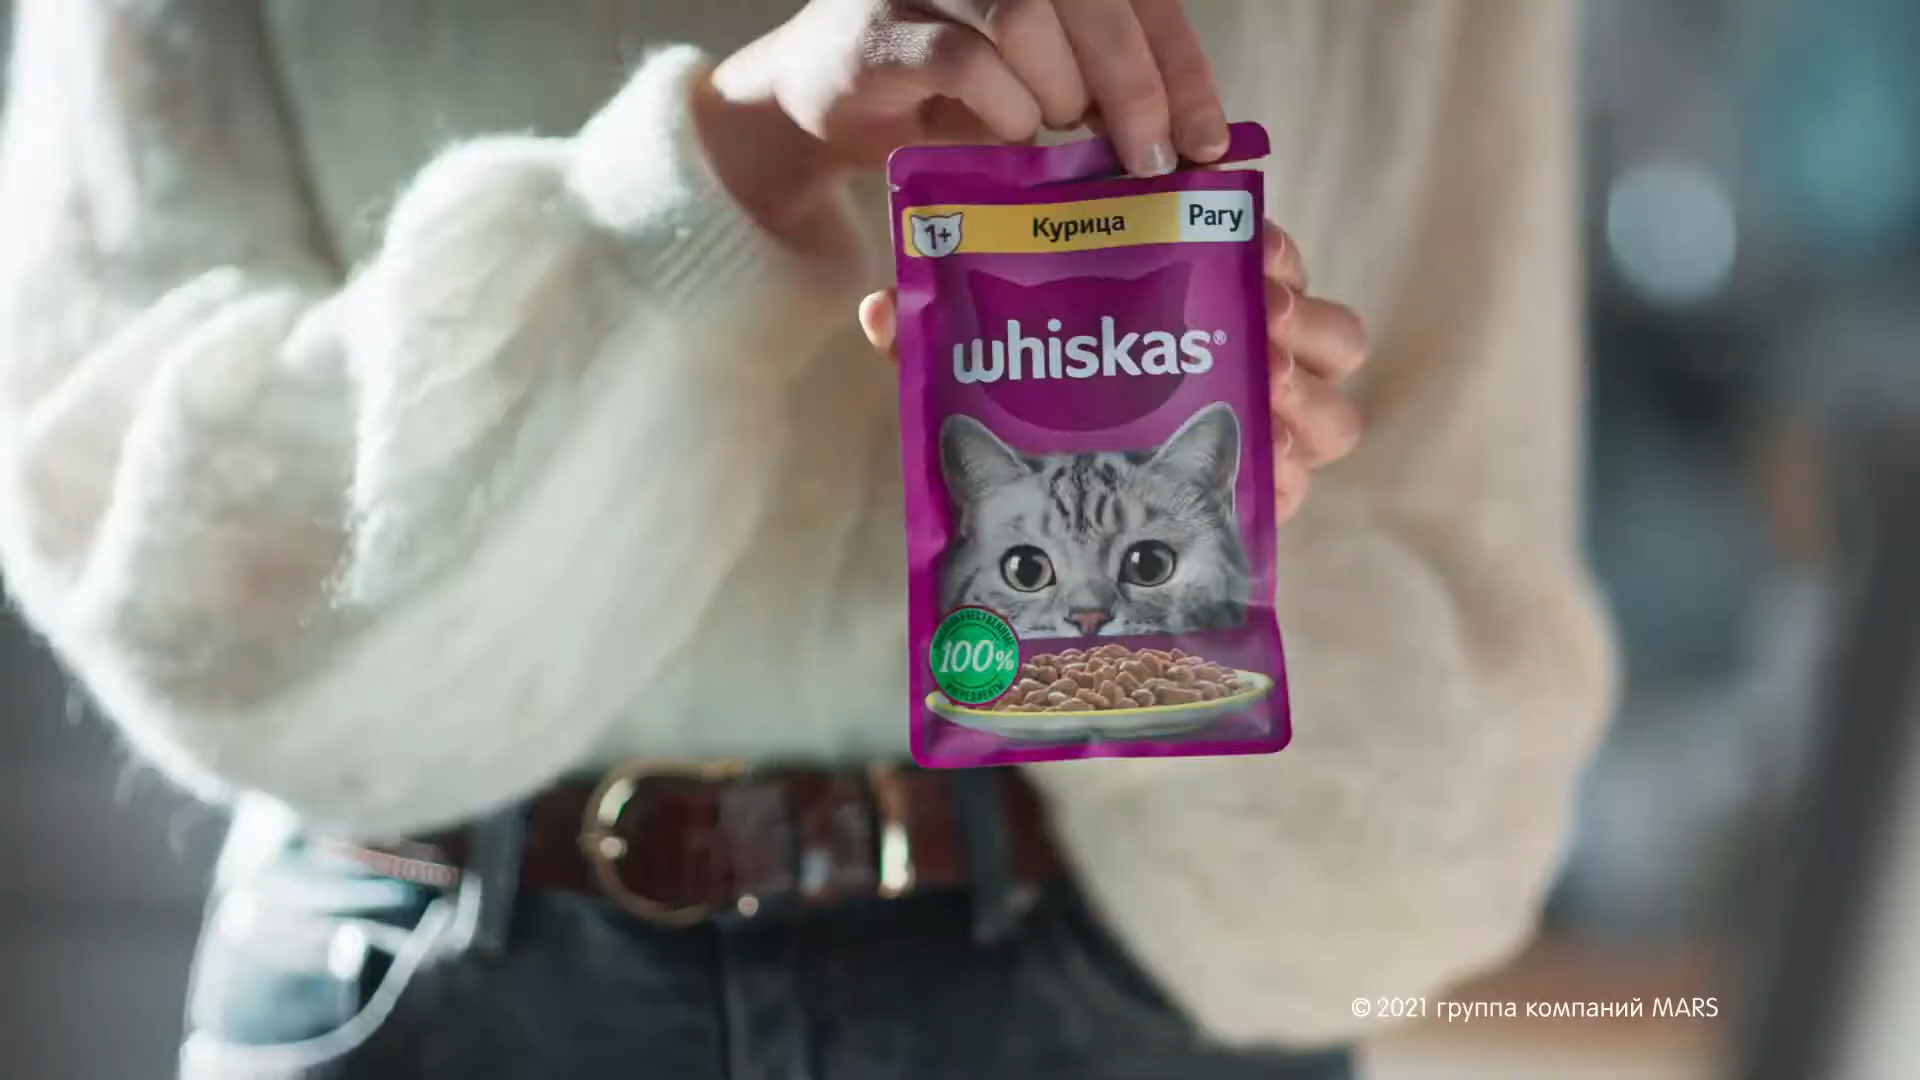 1+
Курица
Рагу
whiskas®
100%
© 2021 группа компаний MARS